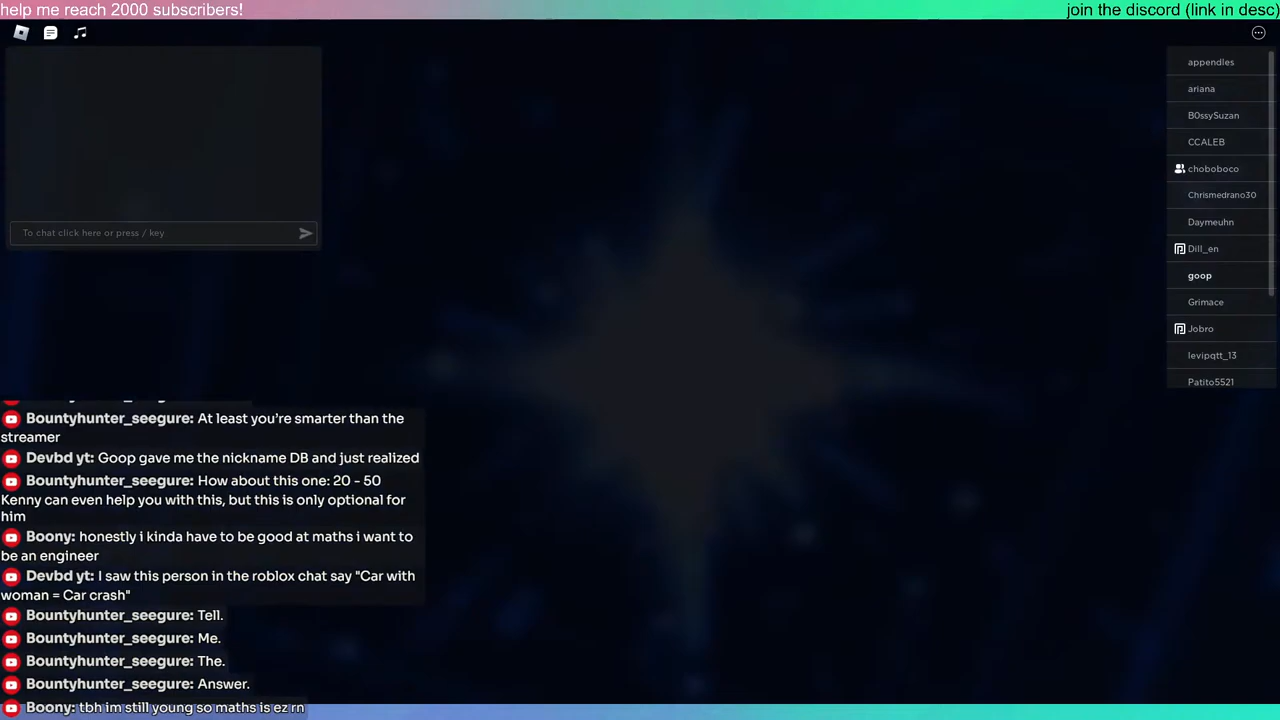 help me reach 2000 subscribers!
join the discord (link in desc)
To chat click here or press / key
appendles
ariana
B0ssySuzan
CCALEB
choboboco
Chrismedrano30
Daymeuhn
Dill_en
goop
Grimace
Jobro
levipqtt_13
Patito5521
Bountyhunter_seegure: At least you’re smarter than the
streamer
Devbd yt: Goop gave me the nickname DB and just realized
Bountyhunter_seegure: How about this one: 20 - 50
Kenny can even help you with this, but this is only optional for
him
Boony: honestly i kinda have to be good at maths i want to
be an engineer
Devbd yt: I saw this person in the roblox chat say "Car with
woman = Car crash"
Bountyhunter_seegure: Tell.
Bountyhunter_seegure: Me.
Bountyhunter_seegure: The.
Bountyhunter_seegure: Answer.
Boony: tbh im still young so maths is ez rn